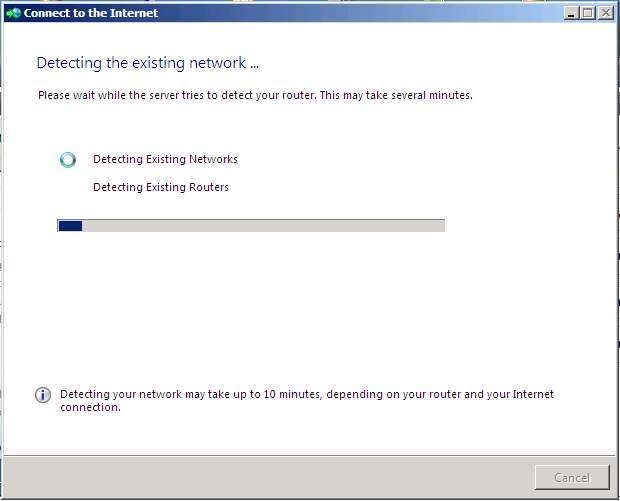 Connect to the Internet
Detecting the existing network ...
Please wait while the server tries to detect your router. This may take several minutes.
Detecting Existing Networks
Detecting Existing Routers
Detecting your network may take up to 10 minutes, depending on your router and your Internet
connection.
Cancel